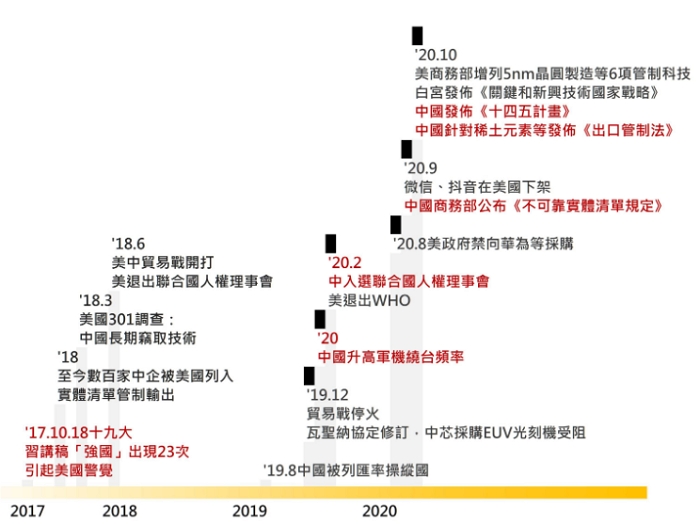 '20.10
美商務部增列5nm晶圓製造等6項管制科技
白宮發佈《關鍵和新興技術國家戰略》
中國發佈《十四五計畫》
中國針對稀土元素等發佈《出口管制法》
'20.9
微信、抖音在美國下架
中國商務部公布《不可靠實體清單規定》
'20.8美政府禁向華為等採購
'18.6
美中貿易戰開打
美退出聯合國人權理事會
'20.2
中入選聯合國人權理事會
美退出WHO
'18.3
美國301調查：
中國長期竊取技術
'20
中國升高軍機繞台頻率
'18
至今數百家中企被美國列入
實體清單管制輸出
'19.12
貿易戰停火
瓦聖納協定修訂，中芯採購EUV光刻機受阻
'17.10.18十九大
習講稿「強國」出現23次
引起美國警覺
'19.8中國被列匯率操縱國
2017 2018 2019 2020